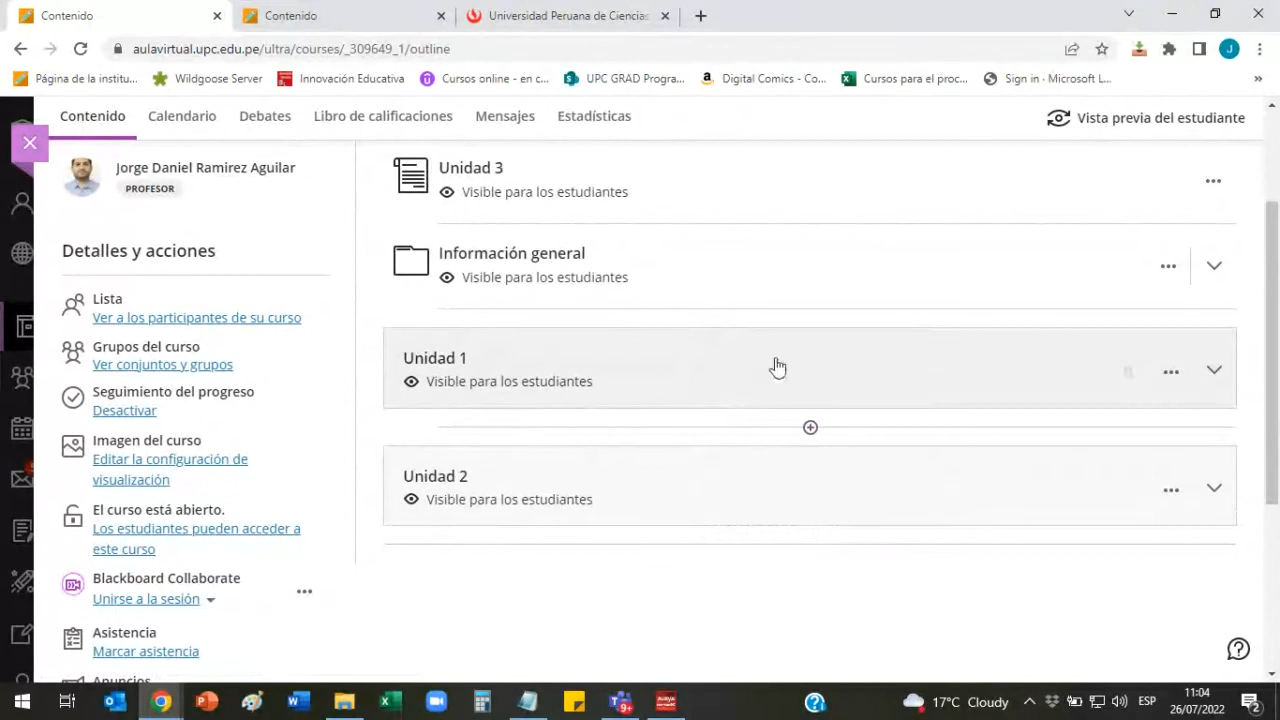 Contenido
Contenido
Universidad Peruana de Ciencias
aulavirtual.upc.edu.pe/ultra/courses/_309649_1/outline
J
Página de la institu...
Wildgoose Server
Innovación Educativa
Cursos online - en c...
UPC GRAD Progra...
Digital Comics - Co...
Cursos para el proc...
Sign in · Microsoft L...
»
Contenido
Calendario
Debates
Libro de calificaciones
Mensajes
Estadísticas
Vista previa del estudiante
Jorge Daniel Ramirez Aguilar
PROFESOR
Detalles y acciones
Lista
Ver a los participantes de su curso
Grupos del curso
Ver conjuntos y grupos
Seguimiento del progreso
Desactivar
Imagen del curso
Editar la configuración de
visualización
El curso está abierto.
Los estudiantes pueden acceder a
este curso
Blackboard Collaborate
Unirse a la sesión
Asistencia
Marcar asistencia
Anuncios
Unidad 3
Visible para los estudiantes
Información general
Visible para los estudiantes
Unidad 1
Visible para los estudiantes
Unidad 2
Visible para los estudiantes
17°C Cloudy
ESP
11:04
26/07/2022